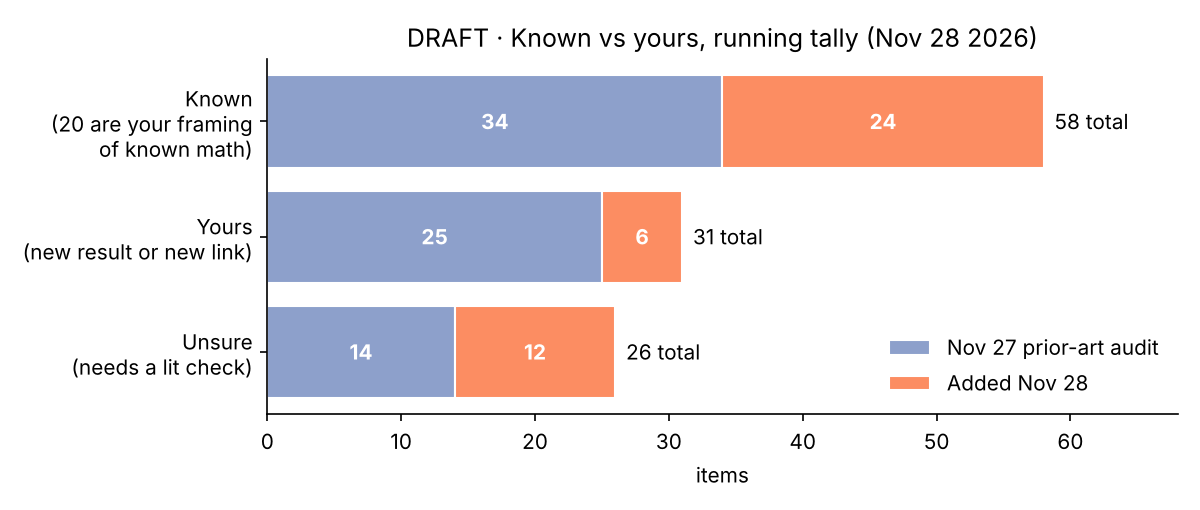 DRAFT · Known vs yours, running tally (Nov 28 2026)
Known
(20 are your framing
of known math)
34
24
58 total
Yours
(new result or new link)
25
6
31 total
Unsure
(needs a lit check)
14
12
26 total
Nov 27 prior-art audit
Added Nov 28
0
10
20
30
40
50
60
items